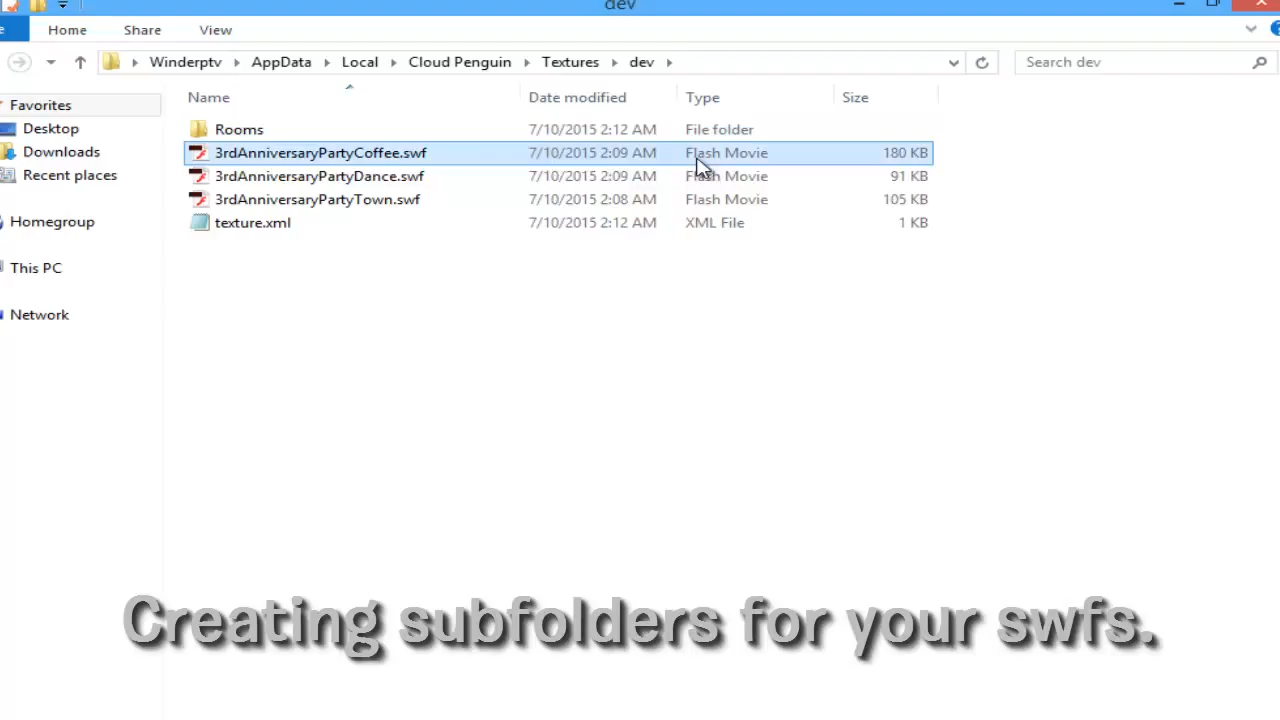 dev
Home Share View
Winderptv AppData Local Cloud Penguin Textures dev Search dev
Name Date modified Type Size
Favorites
Desktop
Downloads
Recent places
Homegroup
This PC
Network
Rooms 7/10/2015 2:12 AM File folder
3rdAnniversaryPartyCoffee.swf 7/10/2015 2:09 AM Flash Movie 180 KB
3rdAnniversaryPartyDance.swf 7/10/2015 2:09 AM Flash Movie 91 KB
3rdAnniversaryPartyTown.swf 7/10/2015 2:08 AM Flash Movie 105 KB
texture.xml 7/10/2015 2:12 AM XML File 1 KB
Creating subfolders for your swfs.